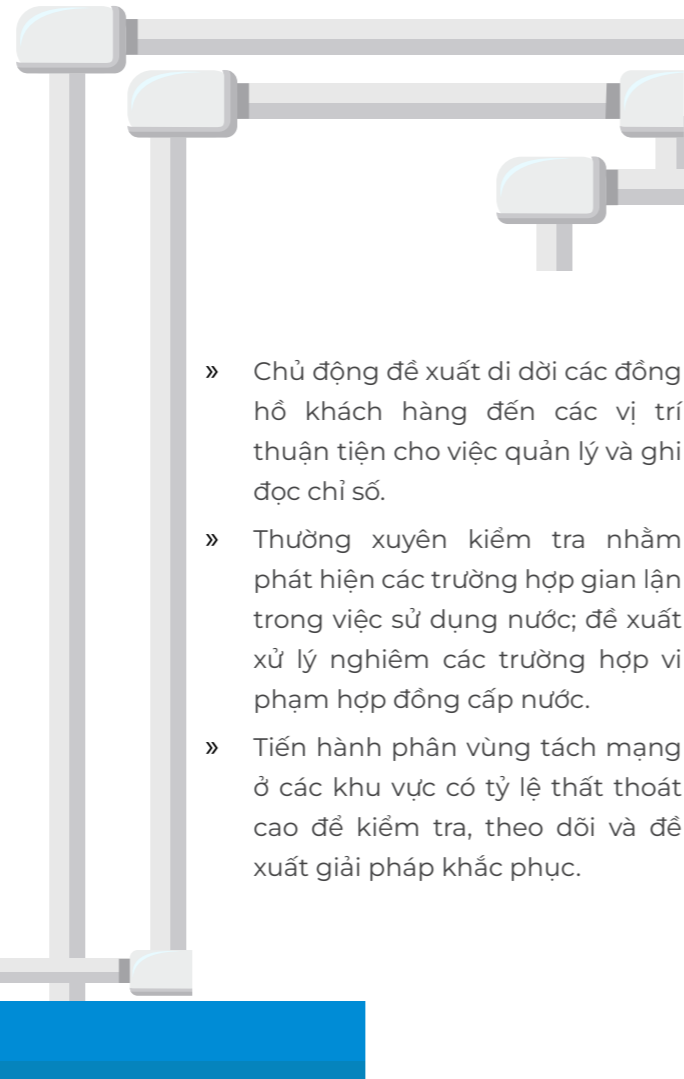 » Chủ động đề xuất di dời các đồng
hồ khách hàng đến các vị trí
thuận tiện cho việc quản lý và ghi
đọc chỉ số.
» Thường xuyên kiểm tra nhằm
phát hiện các trường hợp gian lận
trong việc sử dụng nước; đề xuất
xử lý nghiêm các trường hợp vi
phạm hợp đồng cấp nước.
» Tiến hành phân vùng tách mạng
ở các khu vực có tỷ lệ thất thoát
cao để kiểm tra, theo dõi và đề
xuất giải pháp khắc phục.